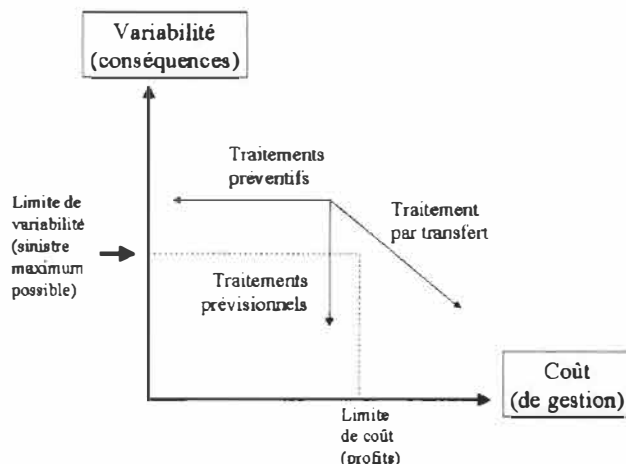 Variabilité
(conséquences)
Traitements
préventifs
Limite de
variabilité
(sinistre
maximum
possible)
Traitement
par transfert
Traitements
prévisionnels
Coût
(de gestion)
Limite
de coût
(profits)